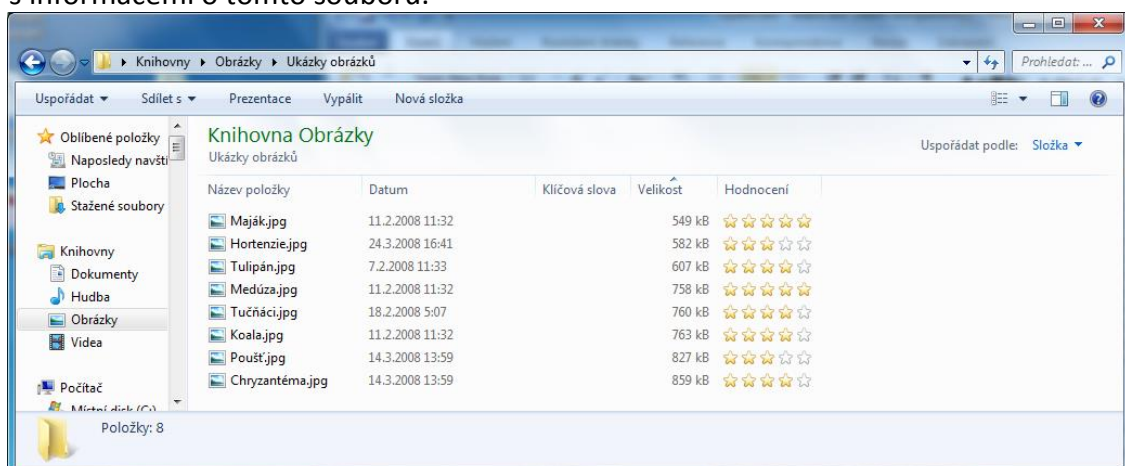 s informacemi o tomto souboru.
Knihovny ▸ Obrázky ▸ Ukázky obrázků
Prohledat: ...
Uspořádat Sdílet s Prezentace Vypálit Nová složka
Oblíbené položky
Naposledy navští
Plocha
Stažené soubory
Knihovny
Dokumenty
Hudba
Obrázky
Videa
Počítač
Místní disk (C:)
Knihovna Obrázky
Ukázky obrázků
Uspořádat podle: Složka
Název položky Datum Klíčová slova Velikost Hodnocení
Maják.jpg 11.2.2008 11:32 549 kB
Hortenzie.jpg 24.3.2008 16:41 582 kB
Tulipán.jpg 7.2.2008 11:33 607 kB
Medúza.jpg 11.2.2008 11:32 758 kB
Tučňáci.jpg 18.2.2008 5:07 760 kB
Koala.jpg 11.2.2008 11:32 763 kB
Poušť.jpg 14.3.2008 13:59 827 kB
Chryzantéma.jpg 14.3.2008 13:59 859 kB
Položky: 8